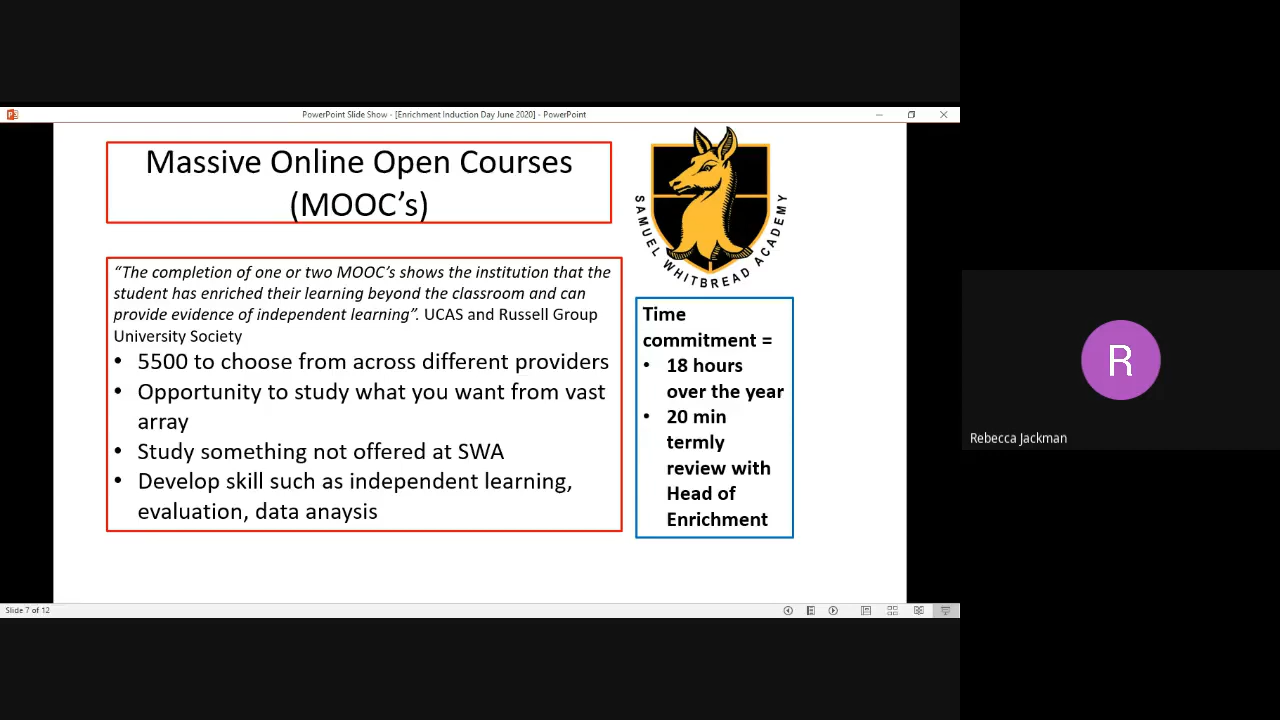 PowerPoint Slide Show - [Enrichment Induction Day June 2020] - PowerPoint
Massive Online Open Courses
(MOOC’s)
SAMUEL WHITBREAD ACADEMY
“The completion of one or two MOOC’s shows the institution that the
student has enriched their learning beyond the classroom and can
provide evidence of independent learning”. UCAS and Russell Group
University Society
• 5500 to choose from across different providers
• Opportunity to study what you want from vast
array
• Study something not offered at SWA
• Develop skill such as independent learning,
evaluation, data anaysis
Time
commitment =
• 18 hours
over the year
• 20 min
termly
review with
Head of
Enrichment
R
Rebecca Jackman
Slide 7 of 12